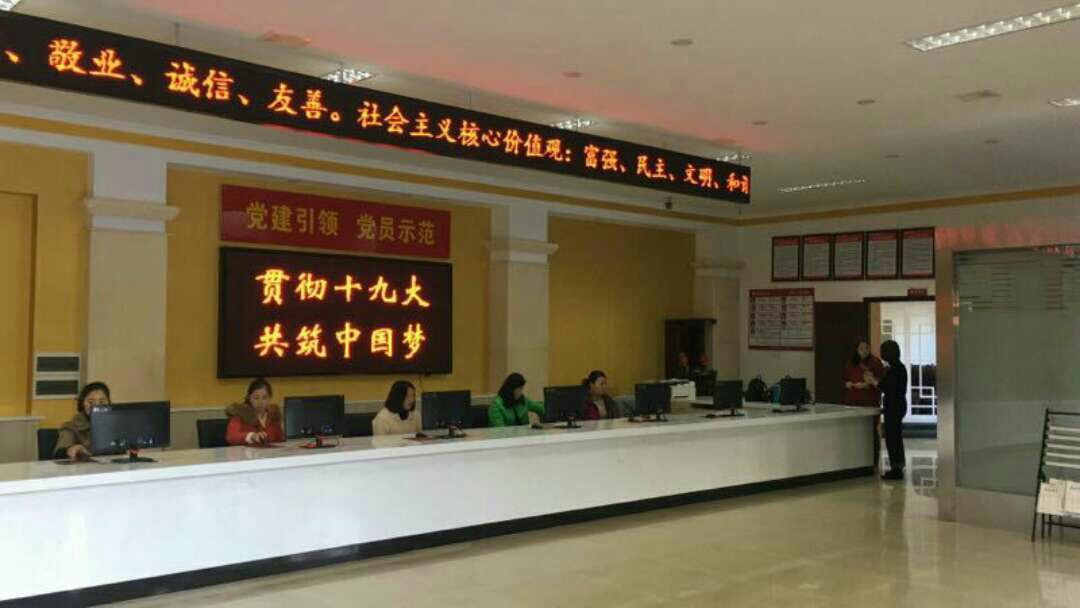 、敬业、诚信、友善。社会主义核心价值观：富强、民主、文明、和
党建引领 党员示范
贯彻十九大
共筑中国梦